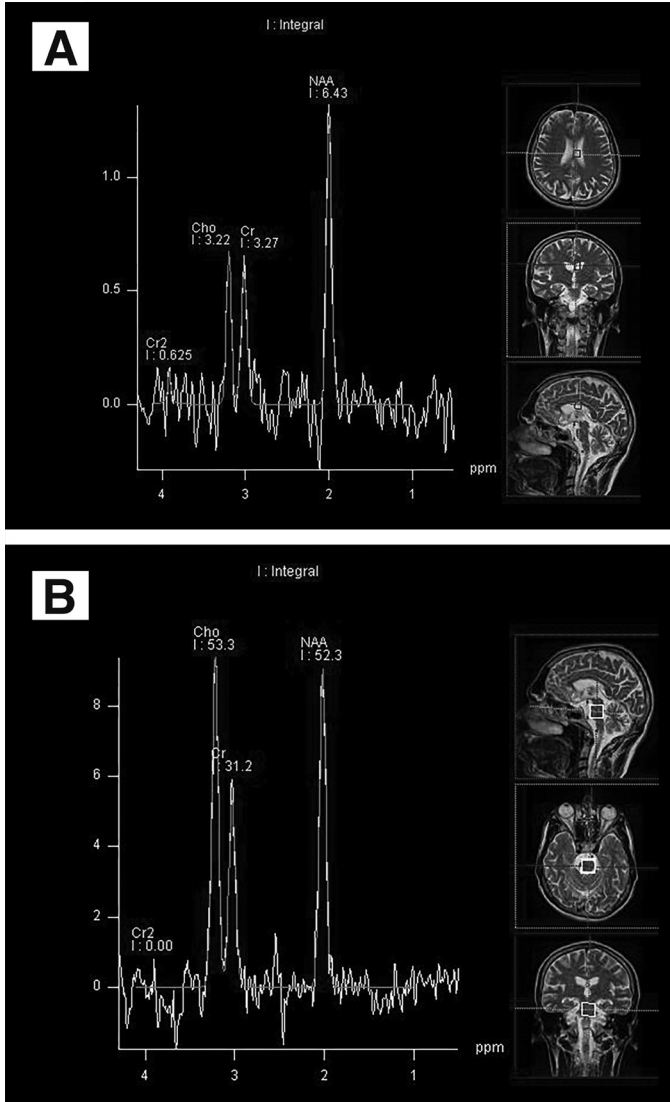 A
I : Integral
NAA
I : 6.43
1.0
Cho
I : 3.22
Cr
I : 3.27
0.5
Cr2
I : 0.625
0.0
ppm
4 3 2 1
B
I : Integral
Cho
I : 53.3
NAA
I : 52.3
8
Cr
: 31.2
6
4
2
Cr2
I : 0.00
0
ppm
4 3 2 1